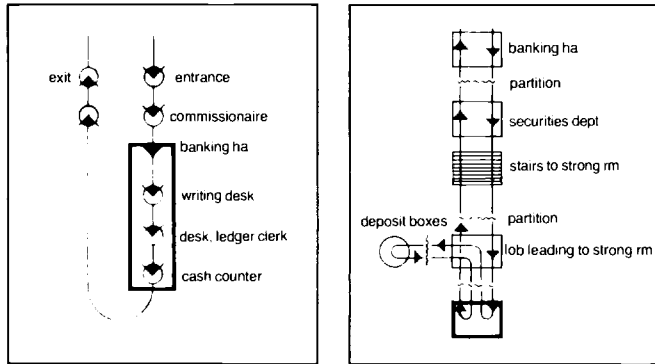 exit
entrance
commissionaire
banking ha
writing desk
desk, ledger clerk
cash counter
banking ha
partition
securities dept
stairs to strong rm
deposit boxes
partition
lob leading to strong rm